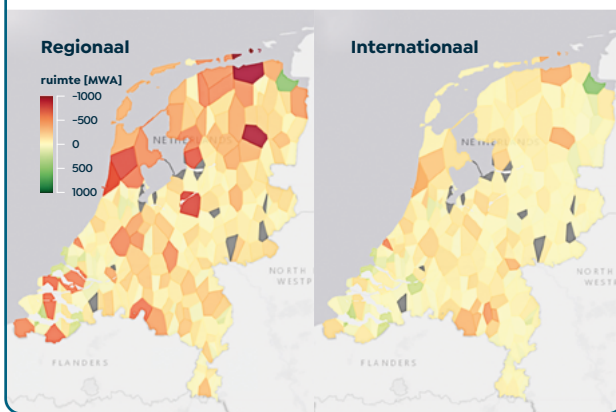 Regionaal
Internationaal
ruimte [MWA]
-1000
-500
0
500
1000
NETHERLANDS
NETHERLANDS
NORTH
WESTP
NORTH
WESTP
FLANDERS
FLANDERS